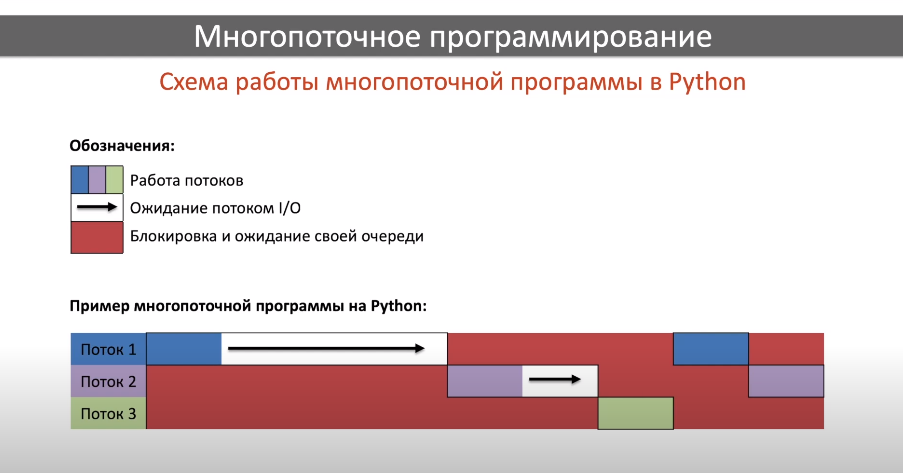 Многопоточное программирование
Схема работы многопоточной программы в Python
Обозначения:
Работа потоков
Ожидание потоком I/O
Блокировка и ожидание своей очереди
Пример многопоточной программы на Python:
Поток 1
Поток 2
Поток 3